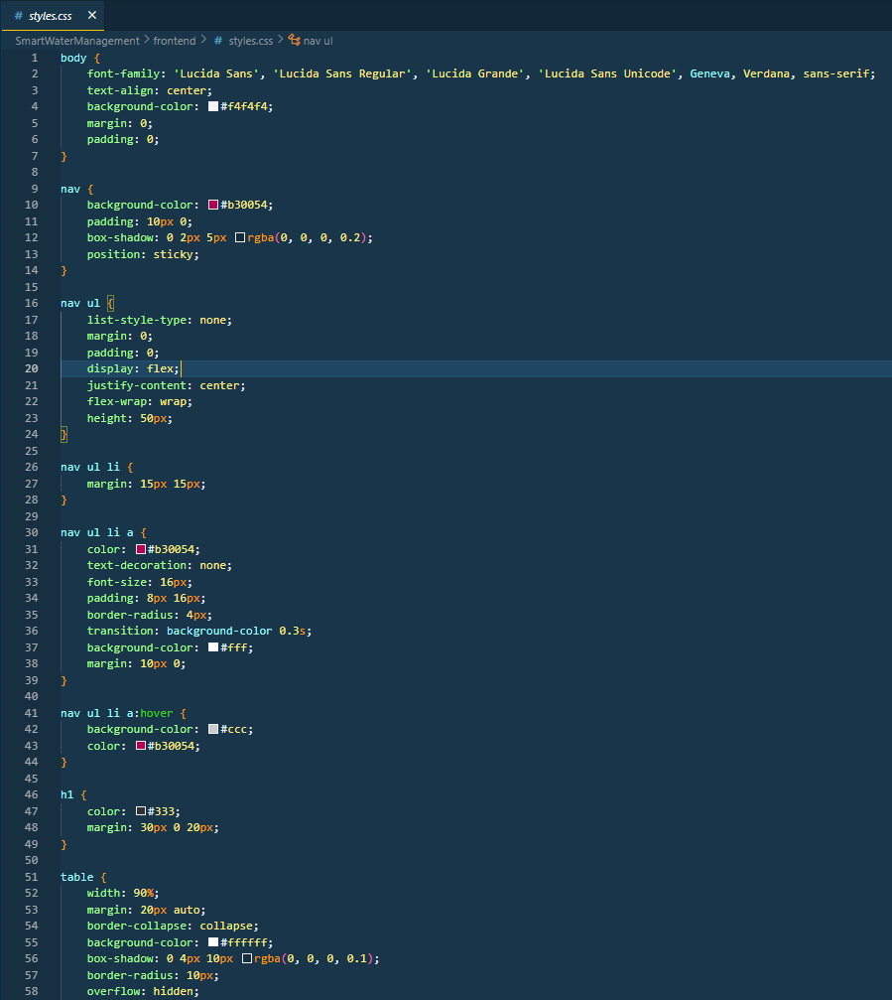 # styles.css ×
SmartWaterManagement > frontend > # styles.css > nav ul
1 body {
2     font-family: 'Lucida Sans', 'Lucida Sans Regular', 'Lucida Grande', 'Lucida Sans Unicode', Geneva, Verdana, sans-serif;
3     text-align: center;
4     background-color: #f4f4f4;
5     margin: 0;
6     padding: 0;
7 }
8
9 nav {
10     background-color: #b30054;
11     padding: 10px 0;
12     box-shadow: 0 2px 5px rgba(0, 0, 0, 0.2);
13     position: sticky;
14 }
15
16 nav ul {
17     list-style-type: none;
18     margin: 0;
19     padding: 0;
20     display: flex;
21     justify-content: center;
22     flex-wrap: wrap;
23     height: 50px;
24 }
25
26 nav ul li {
27     margin: 15px 15px;
28 }
29
30 nav ul li a {
31     color: #b30054;
32     text-decoration: none;
33     font-size: 16px;
34     padding: 8px 16px;
35     border-radius: 4px;
36     transition: background-color 0.3s;
37     background-color: #fff;
38     margin: 10px 0;
39 }
40
41 nav ul li a:hover {
42     background-color: #ccc;
43     color: #b30054;
44 }
45
46 h1 {
47     color: #333;
48     margin: 30px 0 20px;
49 }
50
51 table {
52     width: 90%;
53     margin: 20px auto;
54     border-collapse: collapse;
55     background-color: #ffffff;
56     box-shadow: 0 4px 10px rgba(0, 0, 0, 0.1);
57     border-radius: 10px;
58     overflow: hidden;